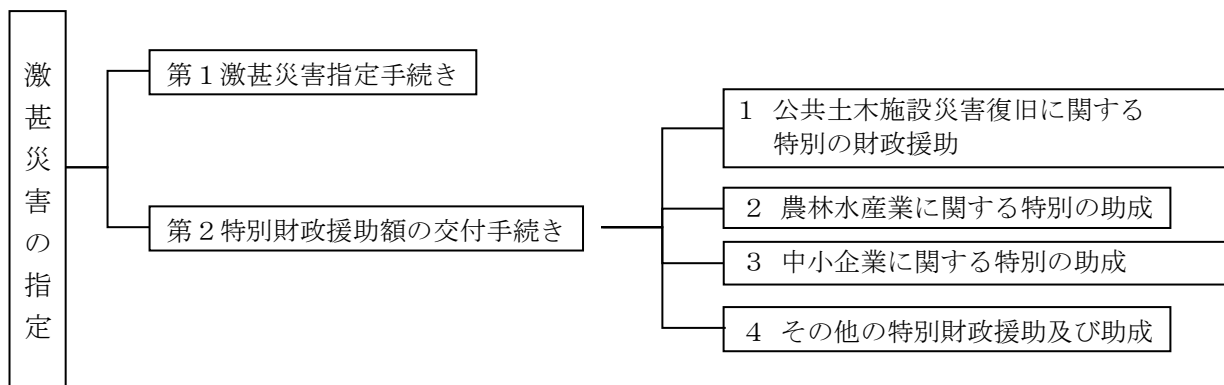 激甚災害の指定
第１激甚災害指定手続き
第２特別財政援助額の交付手続き
１ 公共土木施設災害復旧に関する
特別の財政援助
２ 農林水産業に関する特別の助成
３ 中小企業に関する特別の助成
４ その他の特別財政援助及び助成